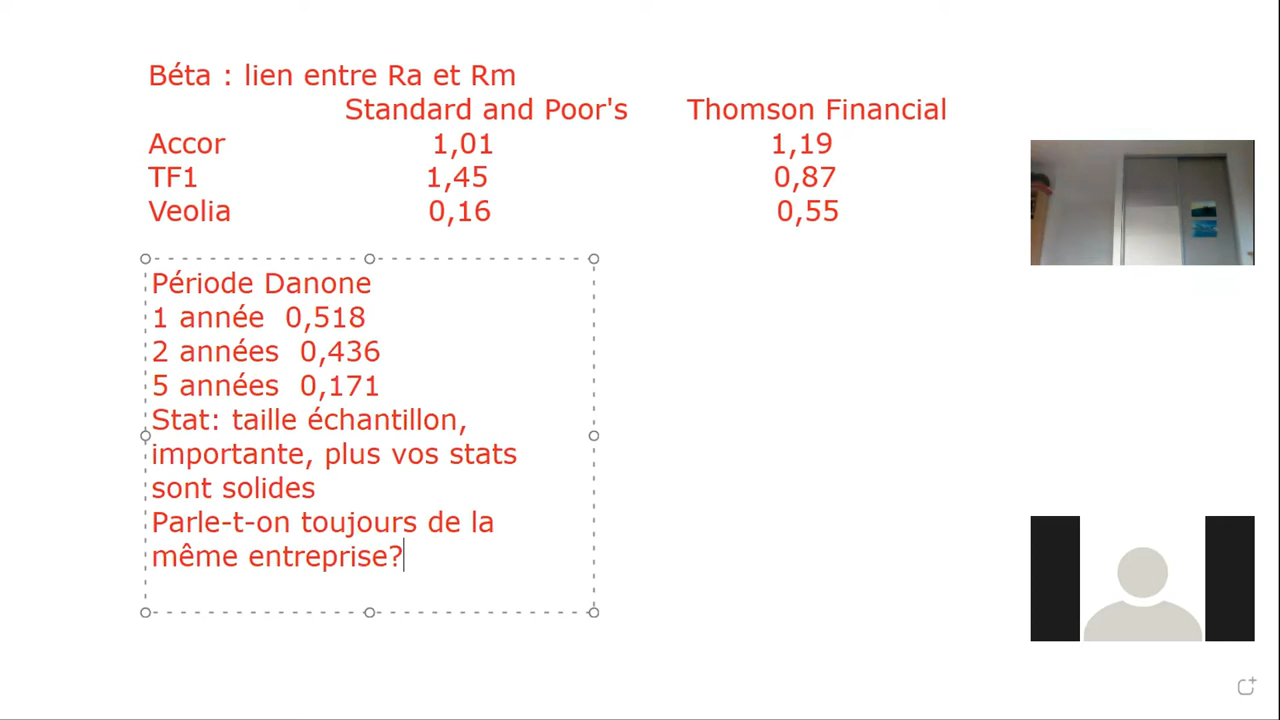 Béta : lien entre Ra et Rm
Standard and Poor's Thomson Financial
Accor 1,01 1,19
TF1 1,45 0,87
Veolia 0,16 0,55
Période Danone
1 année 0,518
2 années 0,436
5 années 0,171
Stat: taille échantillon,
importante, plus vos stats
sont solides
Parle-t-on toujours de la
même entreprise?